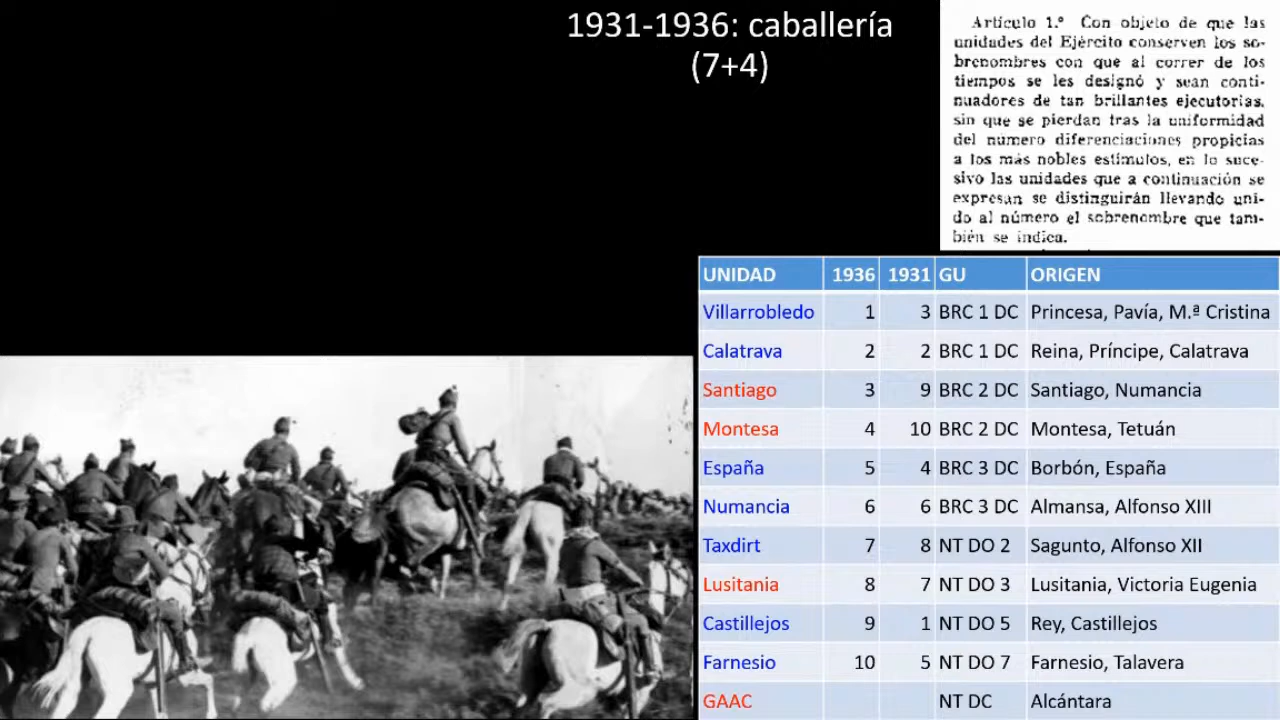 1931-1936: caballería
(7+4)
Artículo 1.º Con objeto de que las
unidades del Ejército conserven los so-
brenombres con que al correr de los
tiempos se les designó y sean conti-
nuadores de tan brillantes ejecutorias,
sin que se pierdan tras la uniformidad
del número diferenciaciones propicias
a los más nobles estímulos, en lo suce-
sivo las unidades que a continuación se
expresan se distinguirán llevando uni-
do al número el sobrenombre que tam-
bién se indica.
UNIDAD 1936 1931 GU ORIGEN
Villarrobledo 1 3 BRC 1 DC Princesa, Pavía, M.ª Cristina
Calatrava 2 2 BRC 1 DC Reina, Príncipe, Calatrava
Santiago 3 9 BRC 2 DC Santiago, Numancia
Montesa 4 10 BRC 2 DC Montesa, Tetuán
España 5 4 BRC 3 DC Borbón, España
Numancia 6 6 BRC 3 DC Almansa, Alfonso XIII
Taxdirt 7 8 NT DO 2 Sagunto, Alfonso XII
Lusitania 8 7 NT DO 3 Lusitania, Victoria Eugenia
Castillejos 9 1 NT DO 5 Rey, Castillejos
Farnesio 10 5 NT DO 7 Farnesio, Talavera
GAAC NT DC Alcántara